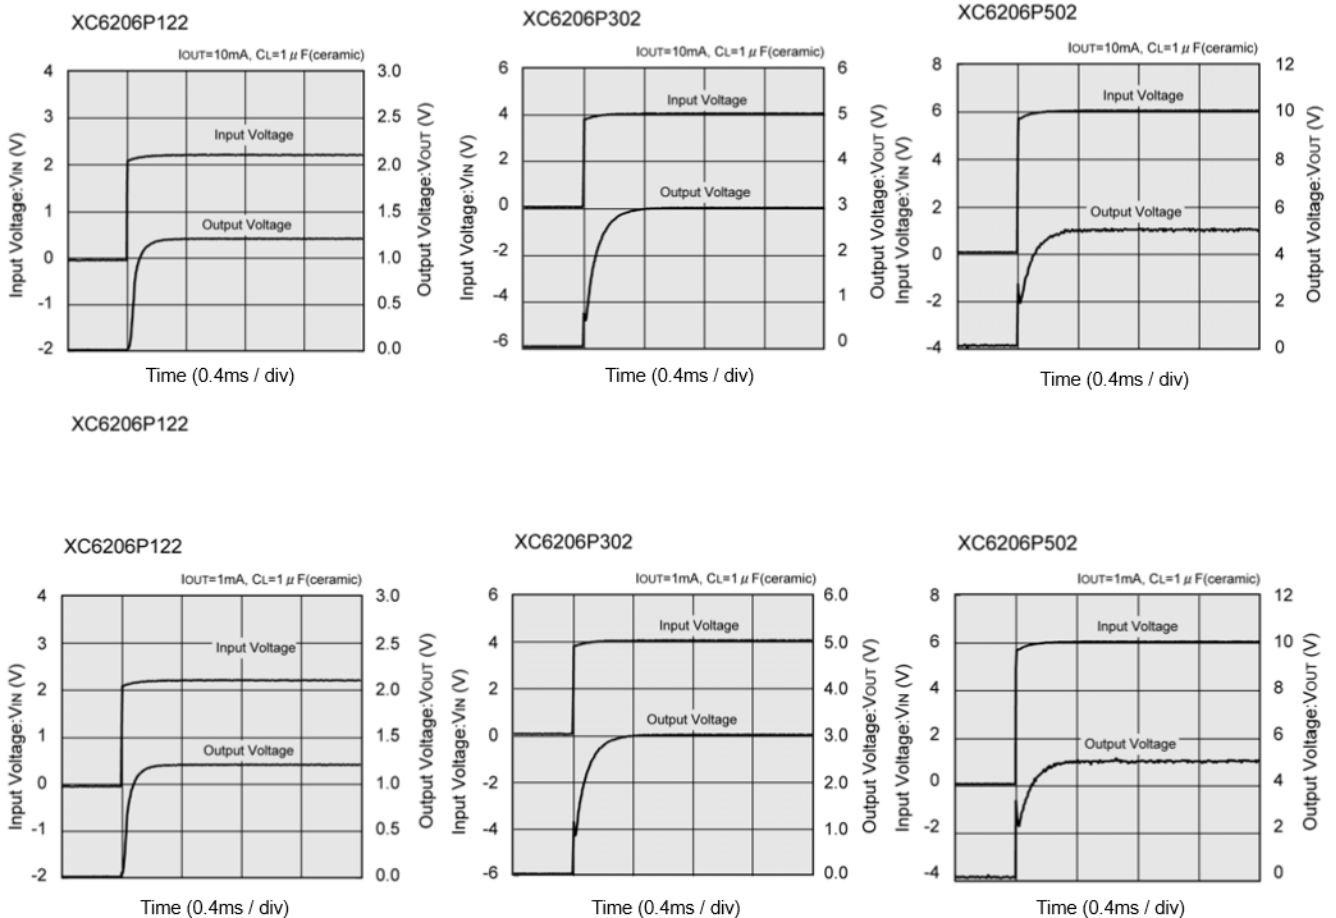 XC6206P122
IOUT=10mA, CL=1 μ F(ceramic)
4
3
2
1
0
-1
-2
Input Voltage:VIN (V)
Input Voltage
Output Voltage
3.0
2.5
2.0
1.5
1.0
0.5
0.0
Output Voltage:VOUT (V)
Time (0.4ms / div)
XC6206P302
IOUT=10mA, CL=1 μ F(ceramic)
6
4
2
0
-2
-4
-6
Input Voltage:VIN (V)
Input Voltage
Output Voltage
6
5
4
3
2
1
0
Output Voltage:VOUT (V)
Time (0.4ms / div)
XC6206P502
IOUT=10mA, CL=1 μ F(ceramic)
8
6
4
2
0
-2
-4
Input Voltage:VIN (V)
Input Voltage
Output Voltage
12
10
8
6
4
2
0
Output Voltage:VOUT (V)
Time (0.4ms / div)
XC6206P122
XC6206P122
IOUT=1mA, CL=1 μ F(ceramic)
4
3
2
1
0
-1
-2
Input Voltage:VIN (V)
Input Voltage
Output Voltage
3.0
2.5
2.0
1.5
1.0
0.5
0.0
Output Voltage:VOUT (V)
Time (0.4ms / div)
XC6206P302
IOUT=1mA, CL=1 μ F(ceramic)
6
4
2
0
-2
-4
-6
Input Voltage:VIN (V)
Input Voltage
Output Voltage
6.0
5.0
4.0
3.0
2.0
1.0
0.0
Output Voltage:VOUT (V)
Time (0.4ms / div)
XC6206P502
IOUT=1mA, CL=1 μ F(ceramic)
8
6
4
2
0
-2
-4
Input Voltage:VIN (V)
Input Voltage
Output Voltage
12
10
8
6
4
2
0
Output Voltage:VOUT (V)
Time (0.4ms / div)